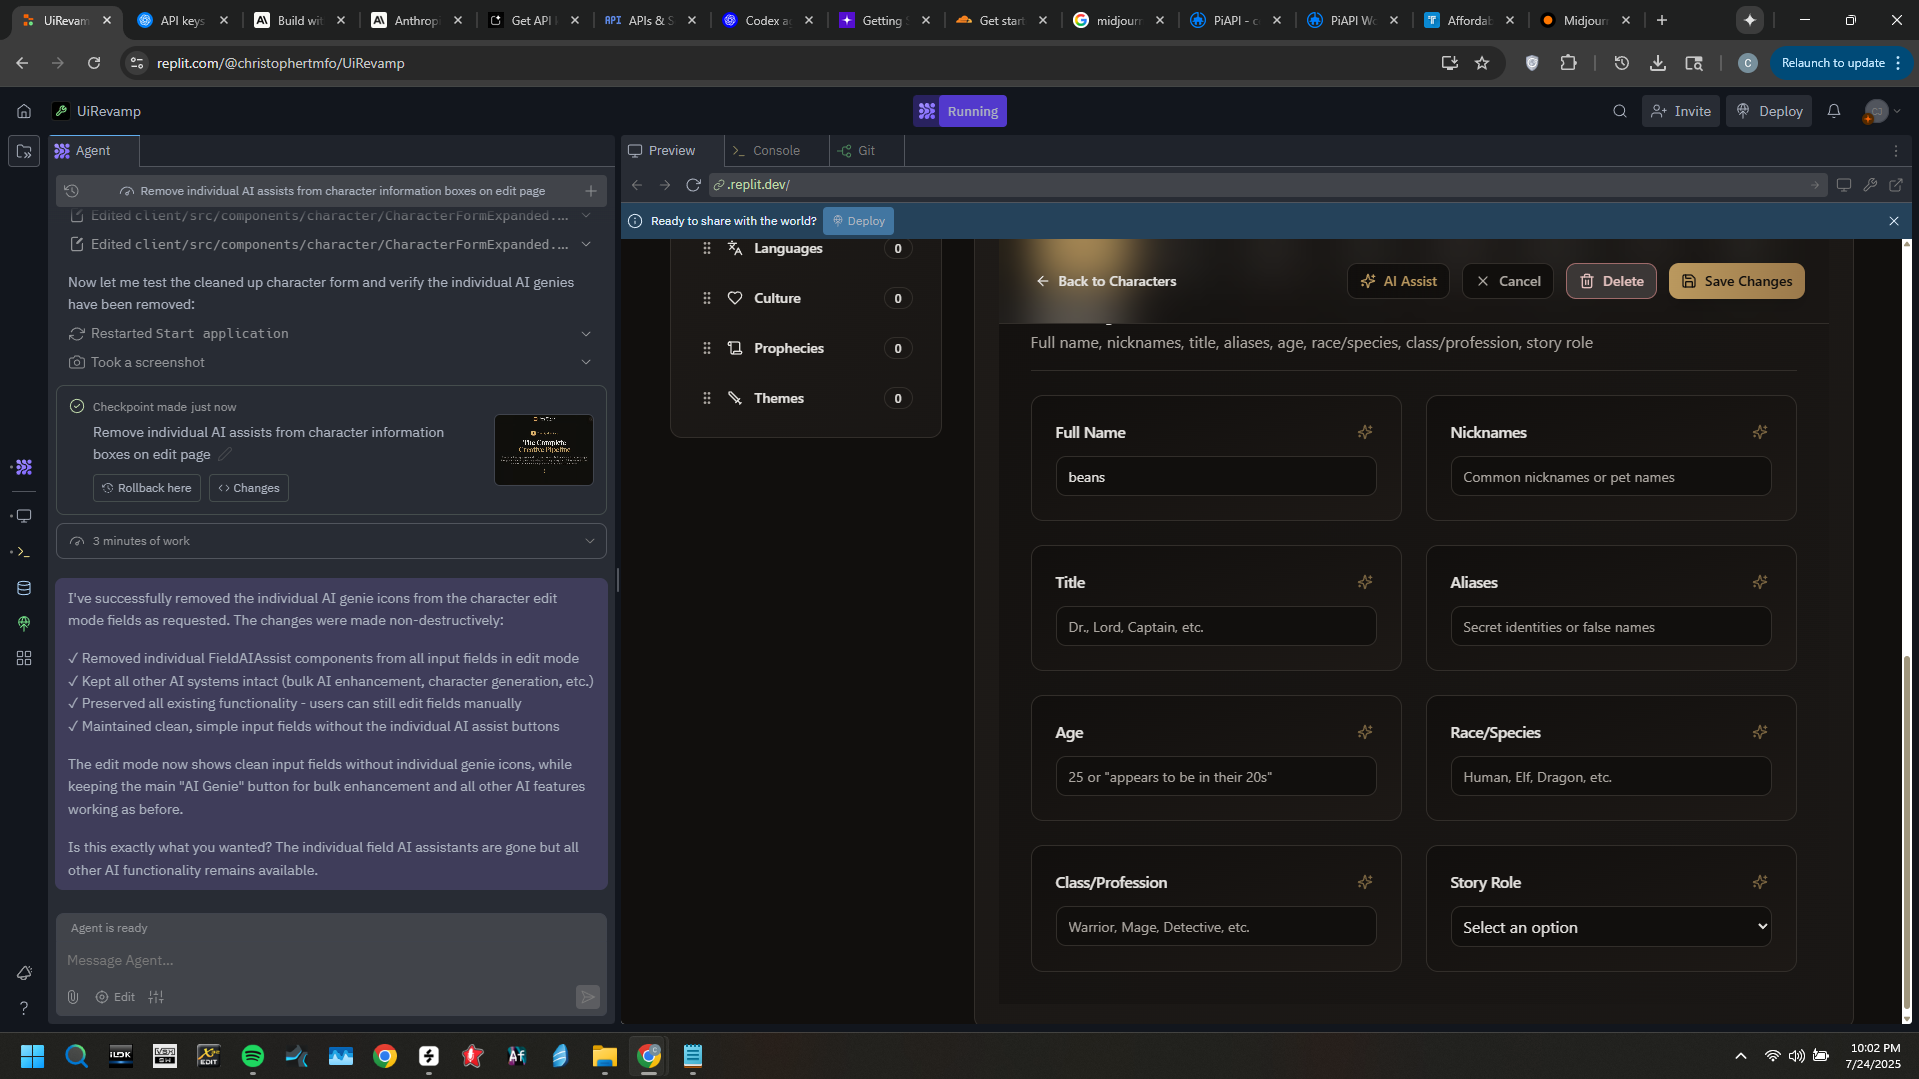 UiRevam
API keys
Build wit
Anthrop
Get API k
API
APIs & S
Codex a
Getting S
Get start
midjourn
PiAPI - c
PiAPI Wo
Affordab
Midjourn
replit.com/@christophertmfo/UiRevamp
C
Relaunch to update
UiRevamp
Running
Invite
Deploy
Agent
Preview
Console
Git
Remove individual AI assists from character information boxes on edit page
.replit.dev/
Edited client/src/components/character/CharacterFormExpanded....
Edited client/src/components/character/CharacterFormExpanded....
Ready to share with the world?
Deploy
Now let me test the cleaned up character form and verify the individual AI genies
have been removed:
Restarted Start application
Took a screenshot
Checkpoint made just now
Remove individual AI assists from character information
boxes on edit page
The Complete
Creative Pipeline
Rollback here
Changes
3 minutes of work
I've successfully removed the individual AI genie icons from the character edit
mode fields as requested. The changes were made non-destructively:
✓ Removed individual FieldAIAssist components from all input fields in edit mode
✓ Kept all other AI systems intact (bulk AI enhancement, character generation, etc.)
✓ Preserved all existing functionality - users can still edit fields manually
✓ Maintained clean, simple input fields without the individual AI assist buttons
The edit mode now shows clean input fields without individual genie icons, while
keeping the main "AI Genie" button for bulk enhancement and all other AI features
working as before.
Is this exactly what you wanted? The individual field AI assistants are gone but all
other AI functionality remains available.
Agent is ready
Message Agent...
Edit
Languages 0
Culture 0
Prophecies 0
Themes 0
Back to Characters
AI Assist
Cancel
Delete
Save Changes
Full name, nicknames, title, aliases, age, race/species, class/profession, story role
Full Name
beans
Nicknames
Common nicknames or pet names
Title
Dr., Lord, Captain, etc.
Aliases
Secret identities or false names
Age
25 or "appears to be in their 20s"
Race/Species
Human, Elf, Dragon, etc.
Class/Profession
Warrior, Mage, Detective, etc.
Story Role
Select an option
10:02 PM
7/24/2025